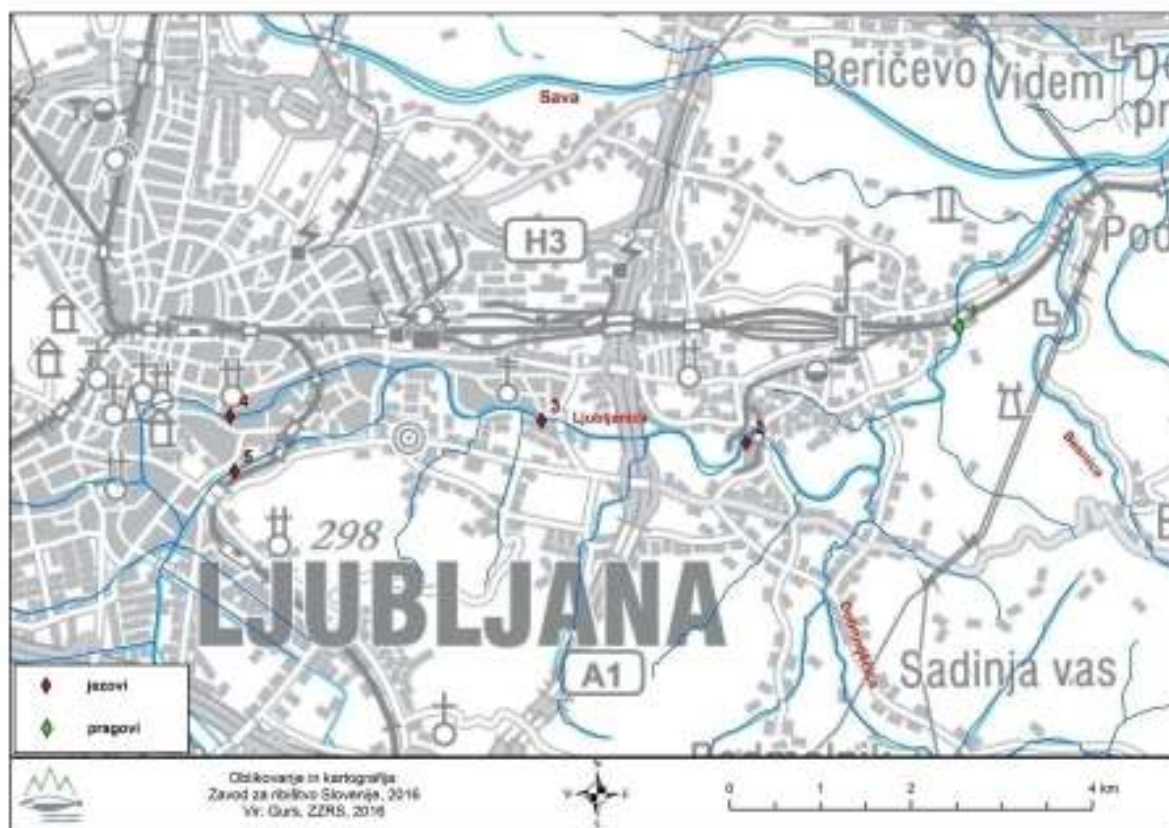 Beričevo
Videm
Sava
H3
4
3
Ljubljanica
5
298
LJUBLJANA
A1
Sadinja vas
jezovi
pragovi
Oblikovanje in kartografija
Zavod za ribištvo Slovenije, 2016
Vir: Gurs, ZZRS, 2016
0 1 2 4 km